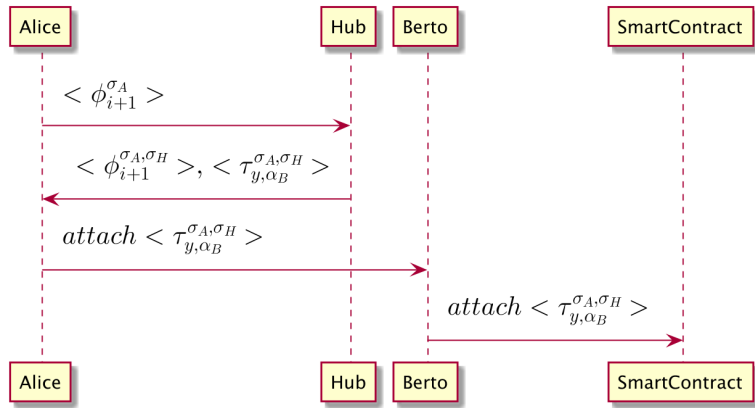 Alice Hub Berto SmartContract
< ϕ_{i+1}^{σ_A} >
< ϕ_{i+1}^{σ_A,σ_H} >, < τ_{y,α_B}^{σ_A,σ_H} >
attach < τ_{y,α_B}^{σ_A,σ_H} >
attach < τ_{y,α_B}^{σ_A,σ_H} >
Alice Hub Berto SmartContract